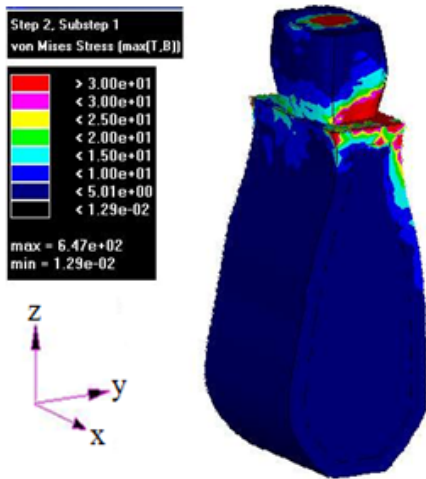 Step 2, Substep 1
von Mises Stress (max(T,B))
> 3.00e+01
< 3.00e+01
< 2.50e+01
< 2.00e+01
< 1.50e+01
< 1.00e+01
< 5.01e+00
< 1.29e-02
max = 6.47e+02
min = 1.29e-02
z
y
x